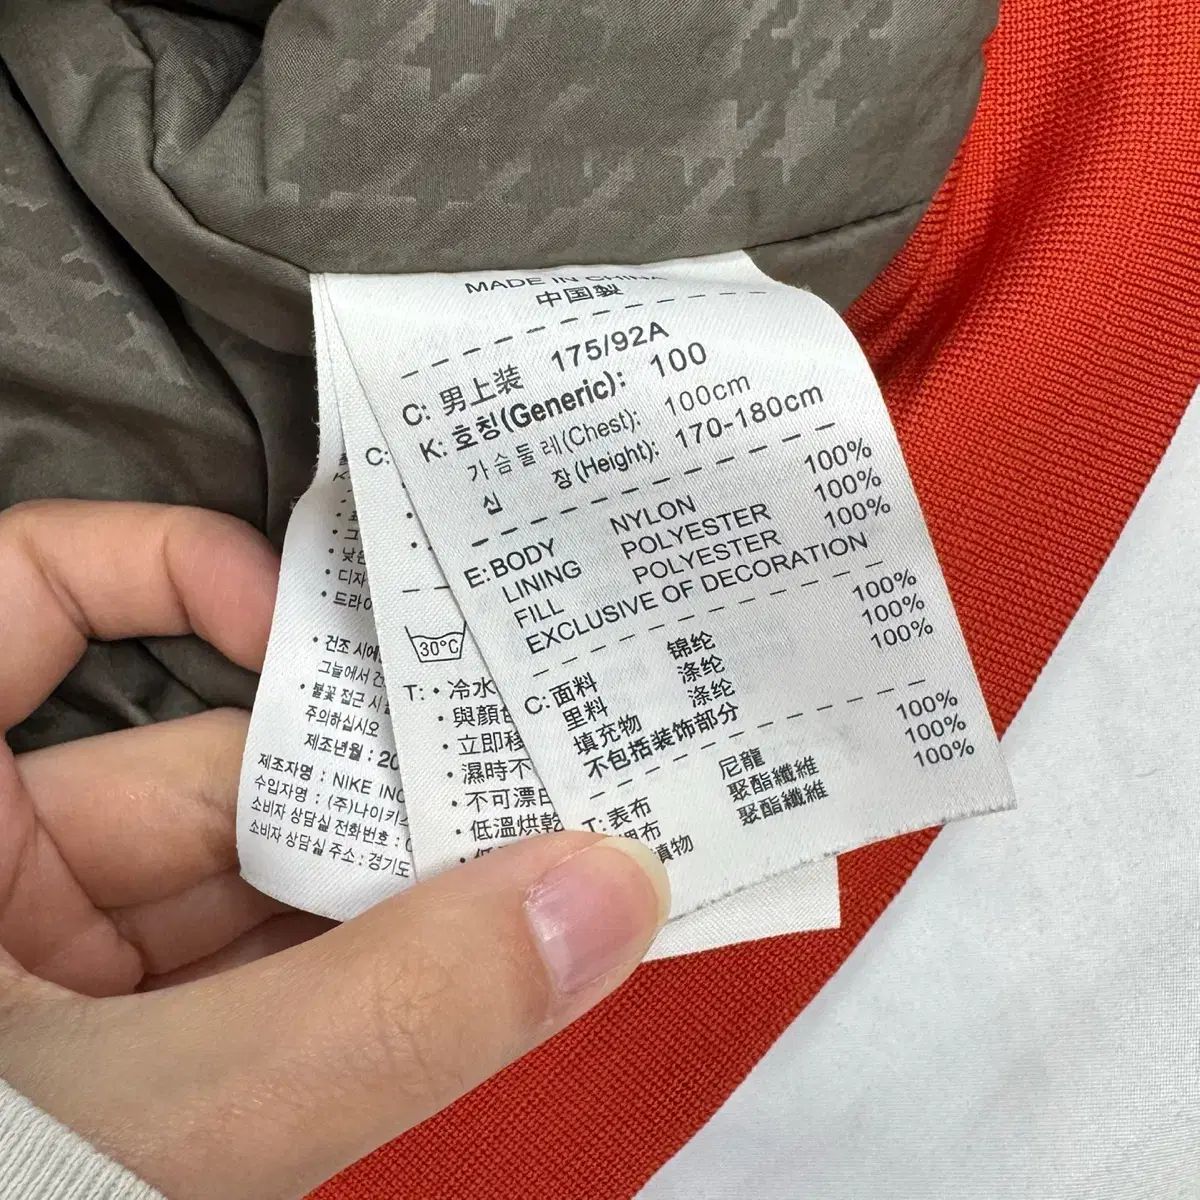 MADE IN CHINA
中国製
C: 男上装 175/92A
K: 호칭(Generic): 100
가슴둘레(Chest): 100cm
신 장(Height): 170-180cm
E: BODY NYLON 100%
LINING POLYESTER 100%
FILL POLYESTER 100%
EXCLUSIVE OF DECORATION
C: 面料 锦纶 100%
里料 涤纶 100%
填充物 涤纶 100%
不包括装饰部分
T: 表布 尼龍 100%
布 聚酯纖維 100%
物 聚酯纖維 100%
C:
30°C
T: · 冷水
· 與顏色
· 立即移
· 濕時不
· 不可漂白
· 低溫烘乾
· 낮은
· 디자
· 드라이
· 건조 시에
그늘에서 건
· 불꽃 접근 시
주의하십시오
제조년월 : 20
제조자명 : NIKE INC
수입자명 : (주)나이키
소비자 상담실 전화번호 : 0
소비자 상담실 주소 : 경기도